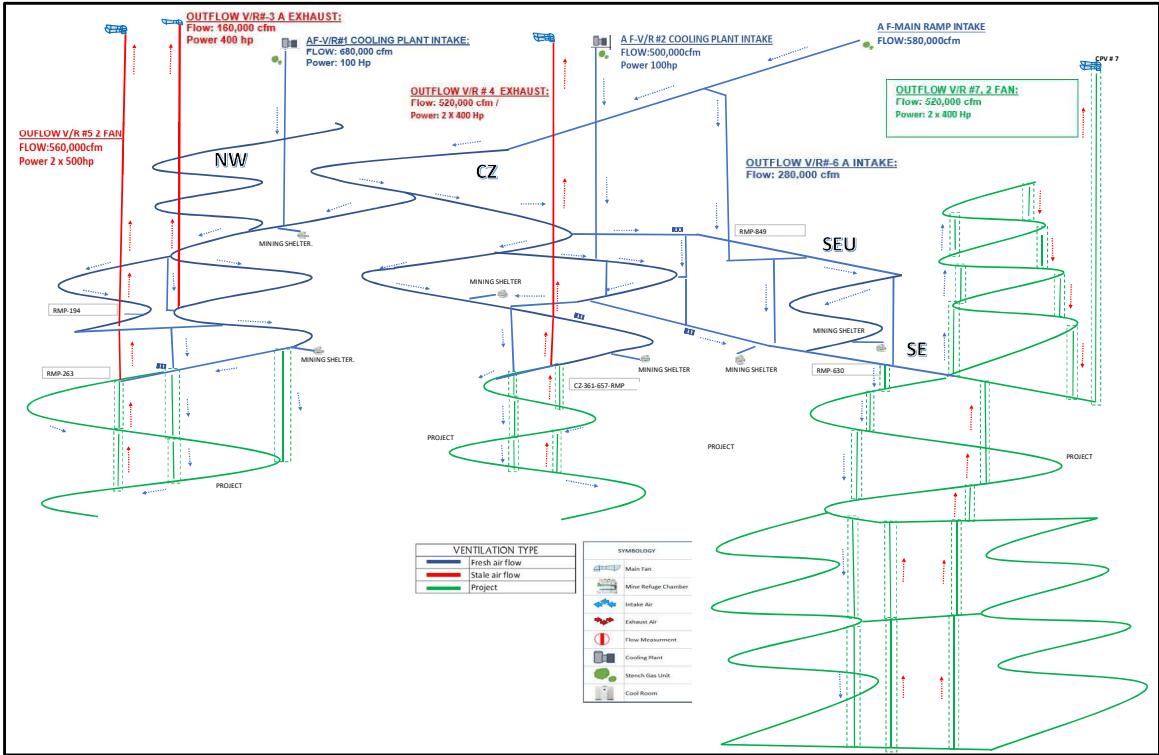 OUTFLOW V/R#-3 A EXHAUST:
Flow: 160,000 cfm
Power 400 hp
AF-V/R#1 COOLING PLANT INTAKE:
FLOW: 680,000 cfm
Power: 100 Hp
A F-V/R #2 COOLING PLANT INTAKE
FLOW:500,000cfm
Power 100hp
A F-MAIN RAMP INTAKE
FLOW:580,000cfm
CPV # 7
OUTFLOW V/R # 4 EXHAUST:
Flow: 520,000 cfm /
Power: 2 X 400 Hp
OUTFLOW V/R #7, 2 FAN:
Flow: 520,000 cfm
Power: 2 x 400 Hp
OUFLOW V/R #5 2 FAN
FLOW:560,000cfm
Power 2 x 500hp
NW
CZ
OUTFLOW V/R#-6 A INTAKE:
Flow: 280,000 cfm
RMP-849
SEU
MINING SHELTER.
MINING SHELTER
RMP-194
MINING SHELTER
SE
MINING SHELTER.
MINING SHELTER
MINING SHELTER
RMP-263
RMP-630
CZ-361-657-RMP
PROJECT
PROJECT
PROJECT
PROJECT
VENTILATION TYPE
Fresh air flow
Stale air flow
Project
SYMBOLOGY
Main Fan
Mine Refuge Chamber
Intake Air
Exhaust Air
Flow Measurment
Cooling Plant
Stench Gas Unit
Cool Room